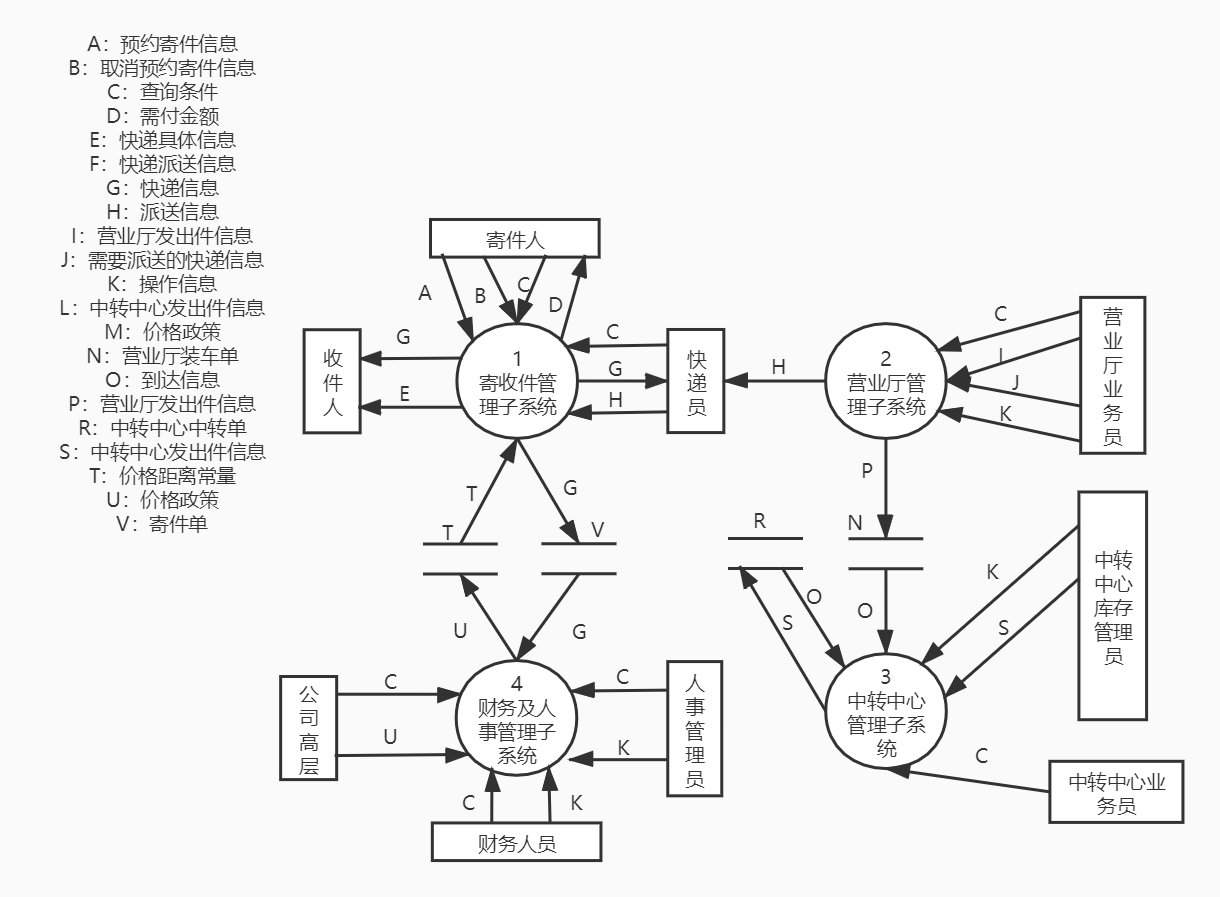 A：预约寄件信息
B：取消预约寄件信息
C：查询条件
D：需付金额
E：快递具体信息
F：快递派送信息
G：快递信息
H：派送信息
I：营业厅发出件信息
J：需要派送的快递信息
K：操作信息
L：中转中心发出件信息
M：价格政策
N：营业厅装车单
O：到达信息
P：营业厅发出件信息
R：中转中心中转单
S：中转中心发出件信息
T：价格距离常量
U：价格政策
V：寄件单
寄件人
A
B
C
D
收
件
人
G
E
1
寄收件管
理子系统
C
G
H
快
递
员
H
2
营业厅管
理子系统
C
I
J
K
营
业
厅
业
务
员
T
G
T
V
U
G
P
R
N
S
O
O
K
S
中转
中心
库存
管理
员
3
中转中心
管理子系
统
C
中转中心业
务员
公
司
高
层
C
U
4
财务及人
事管理子
系统
C
K
人
事
管
理
员
C
K
财务人员